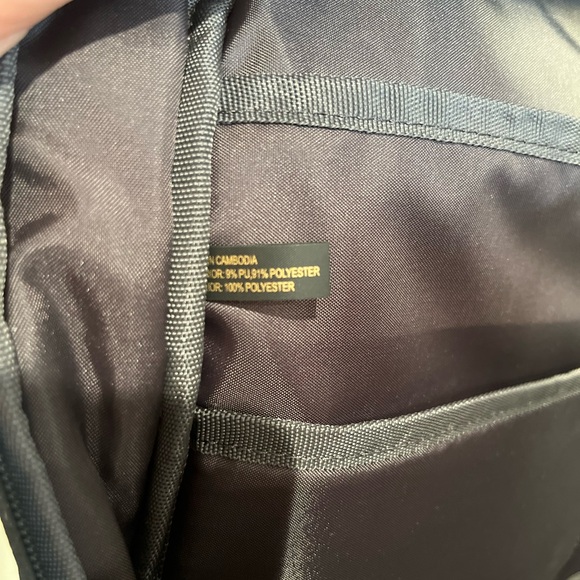 N CAMBODIA
OR: 9% PU,91% POLYESTER
OR: 100% POLYESTER